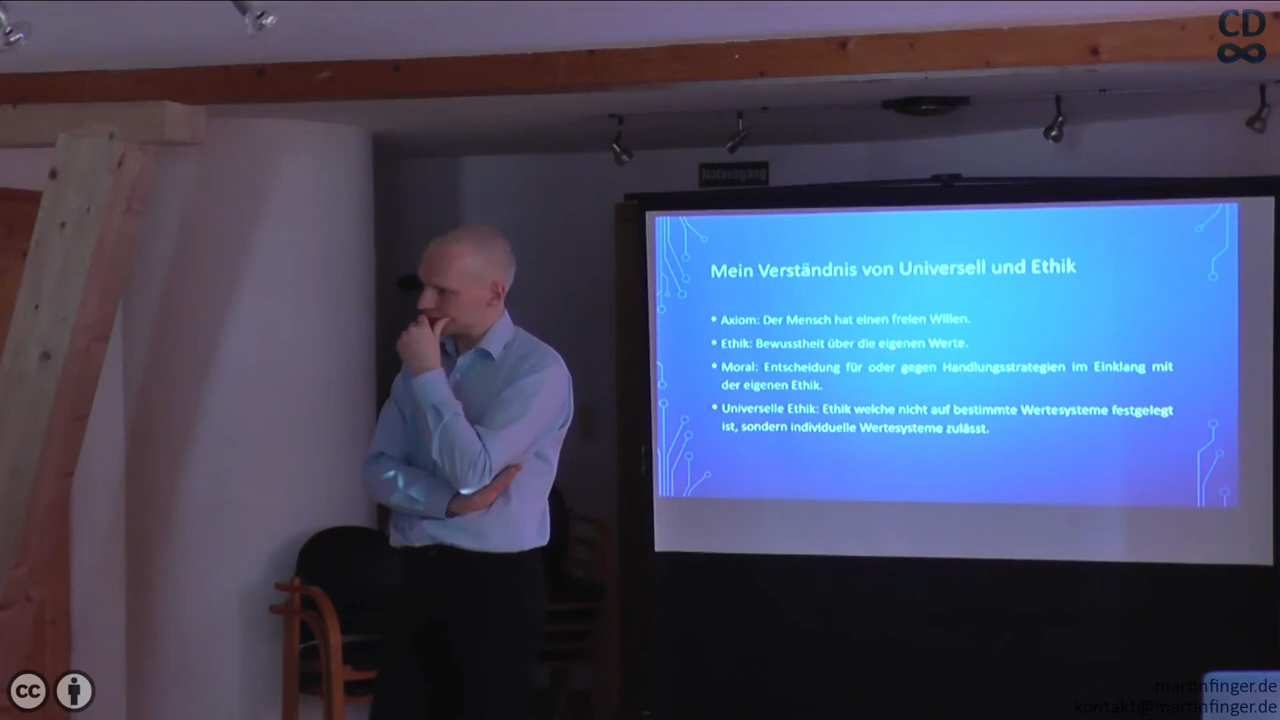 CD
Notausgang
Mein Verständnis von Universell und Ethik
• Axiom: Der Mensch hat einen freien Willen.
• Ethik: Bewusstheit über die eigenen Werte.
• Moral: Entscheidung für oder gegen Handlungsstrategien im Einklang mit
der eigenen Ethik.
• Universelle Ethik: Ethik welche nicht auf bestimmte Wertesysteme festgelegt
ist, sondern individuelle Wertesysteme zulässt.
cc
martinfinger.de
kontakt@martinfinger.de